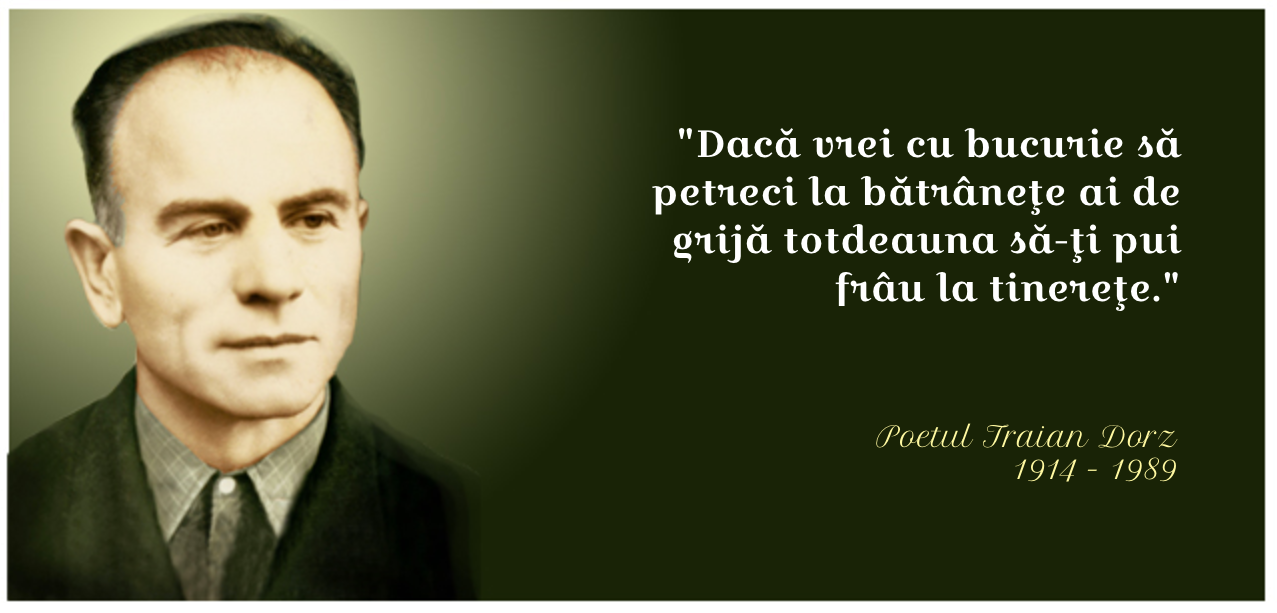 "Dacă vrei cu bucurie să
petreci la bătrâneţe ai de
grijă totdeauna să-ţi pui
frâu la tinereţe."
Poetul Traian Dorz
1914 - 1989